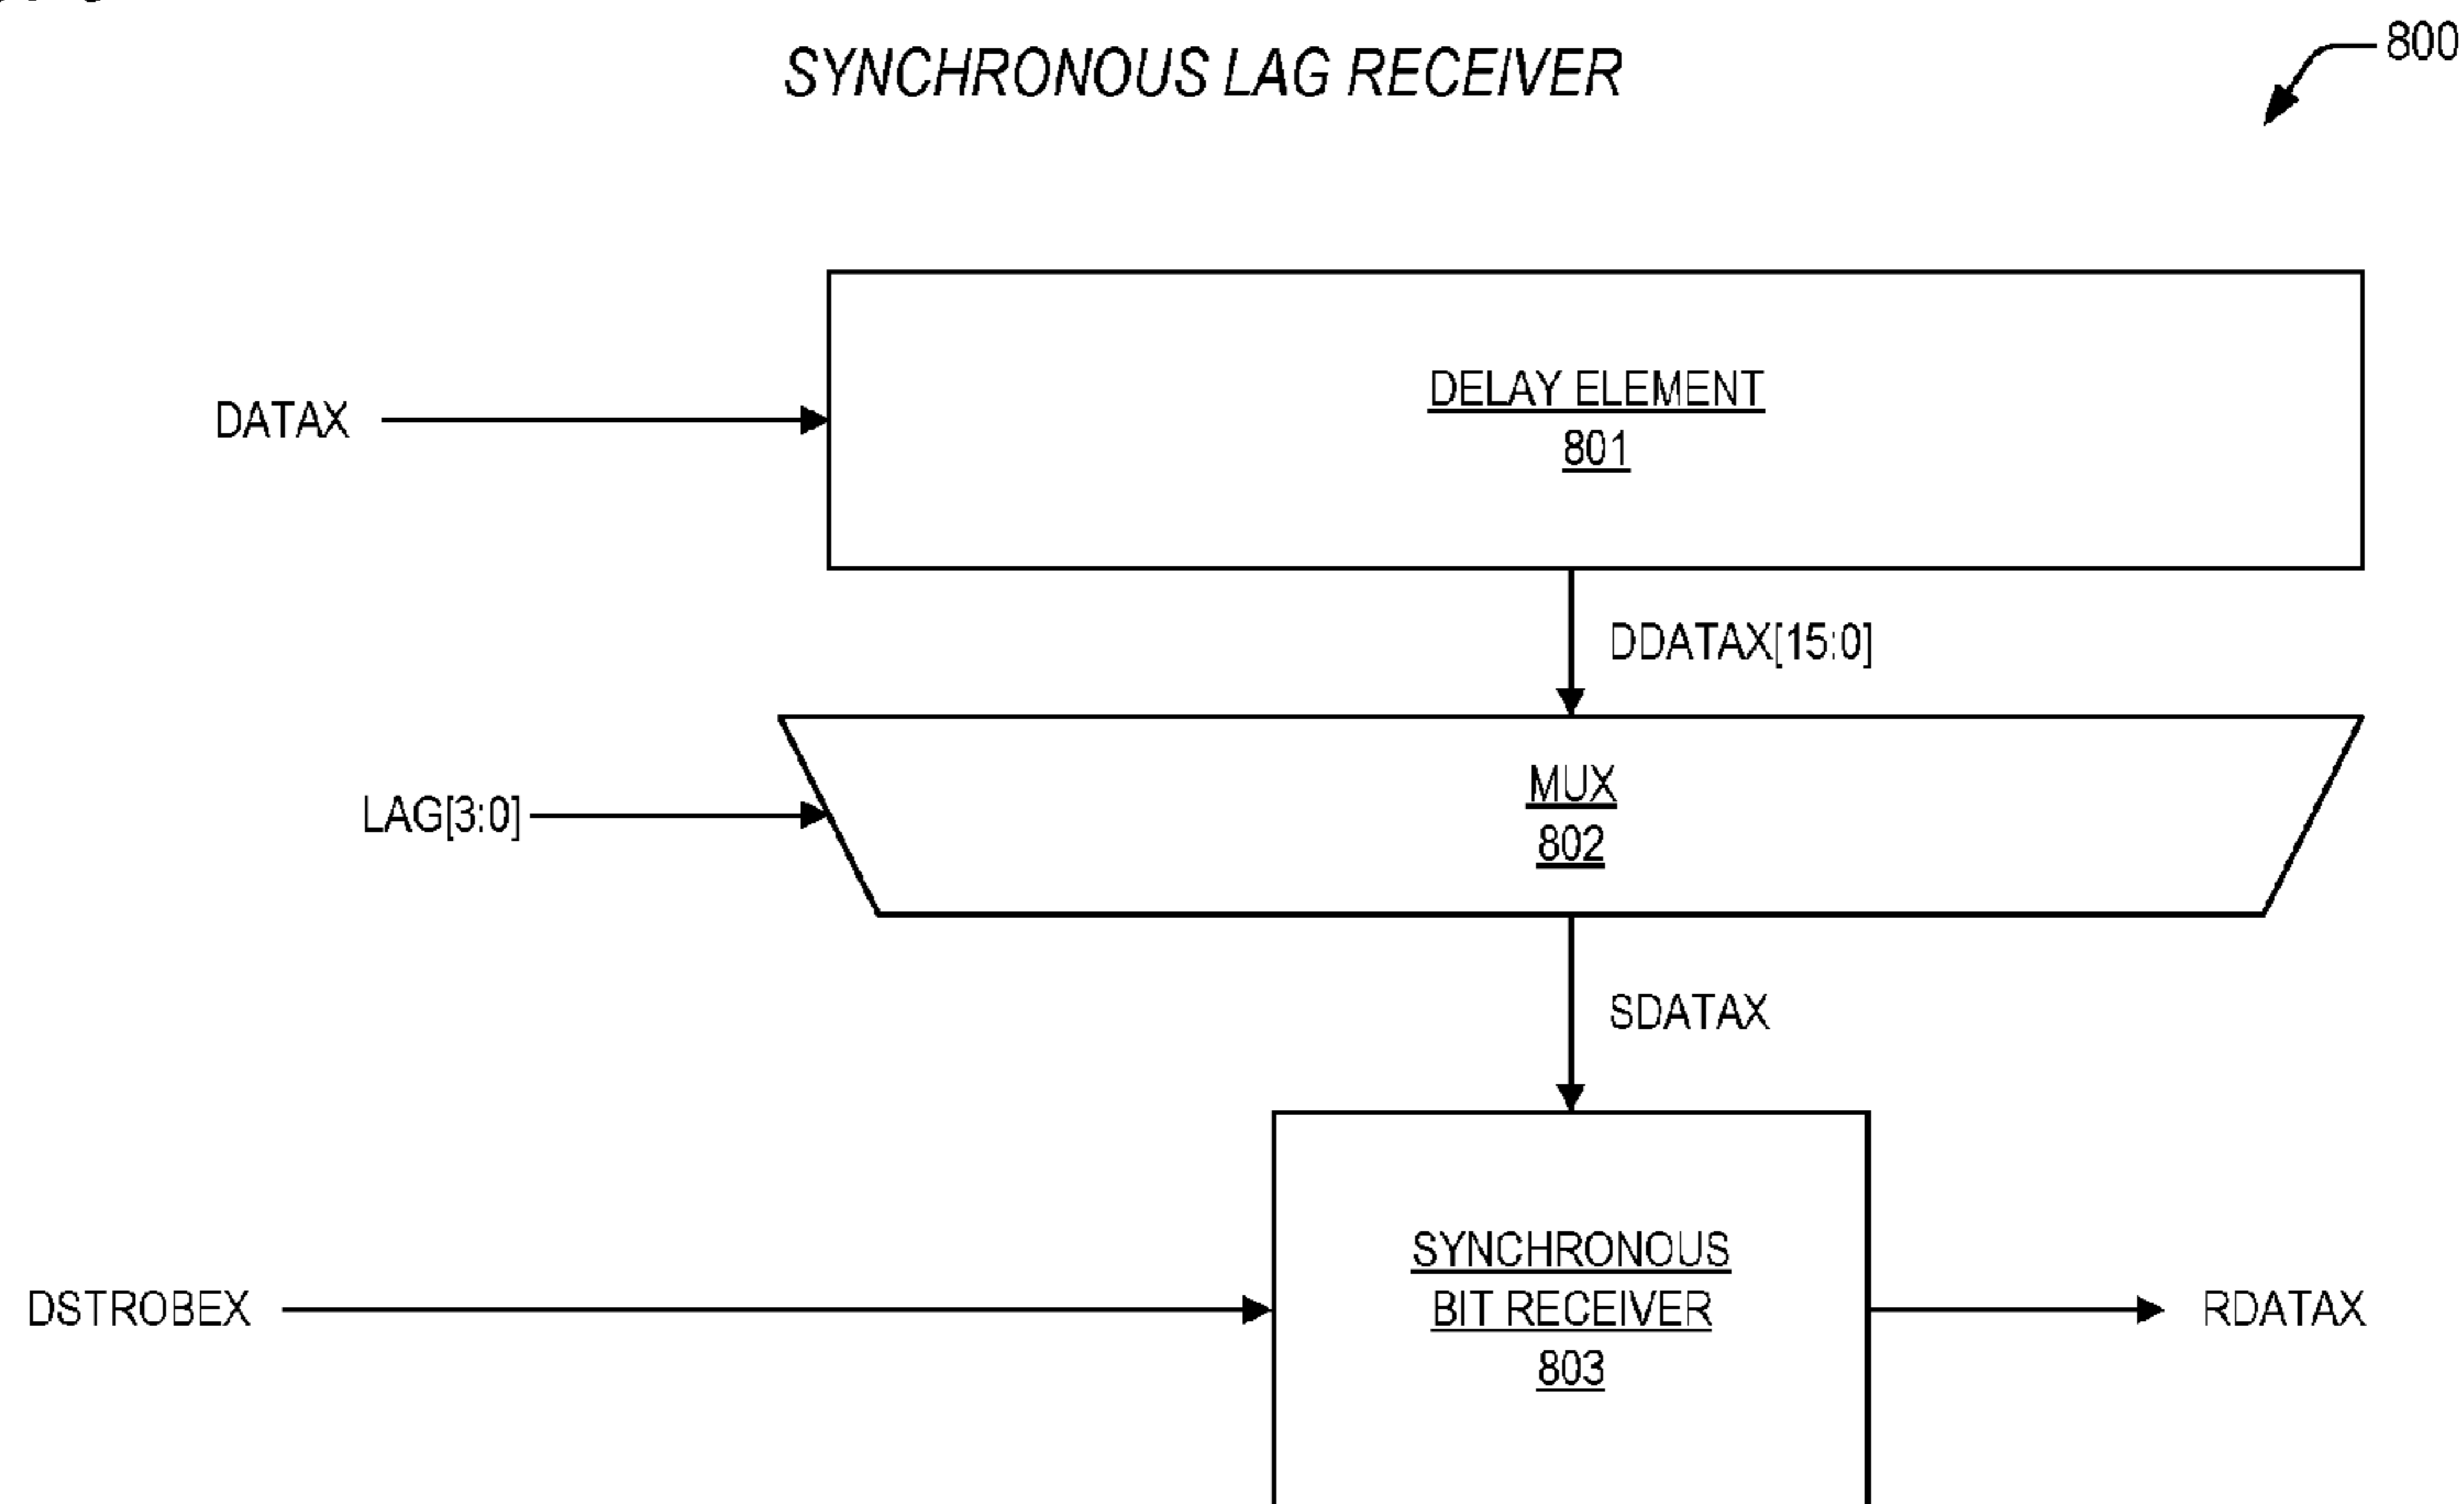 800
SYNCHRONOUS LAG RECEIVER
DELAY ELEMENT
801
DATAX
DDATAX[15:0]
MUX
802
LAG[3:0]
SDATAX
SYNCHRONOUS
BIT RECEIVER
803
DSTROBEX
RDATAX